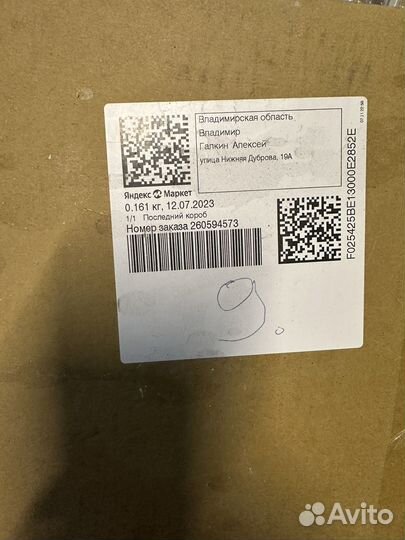 Владимирская область
Владимир
Галкин Алексей
улица Нижняя Дуброва, 19А
Яндекс Маркет
0.161 кг, 12.07.2023
1/1 Последний короб
Номер заказа 260594573
F025425BE13000E2852E
9.
Avito